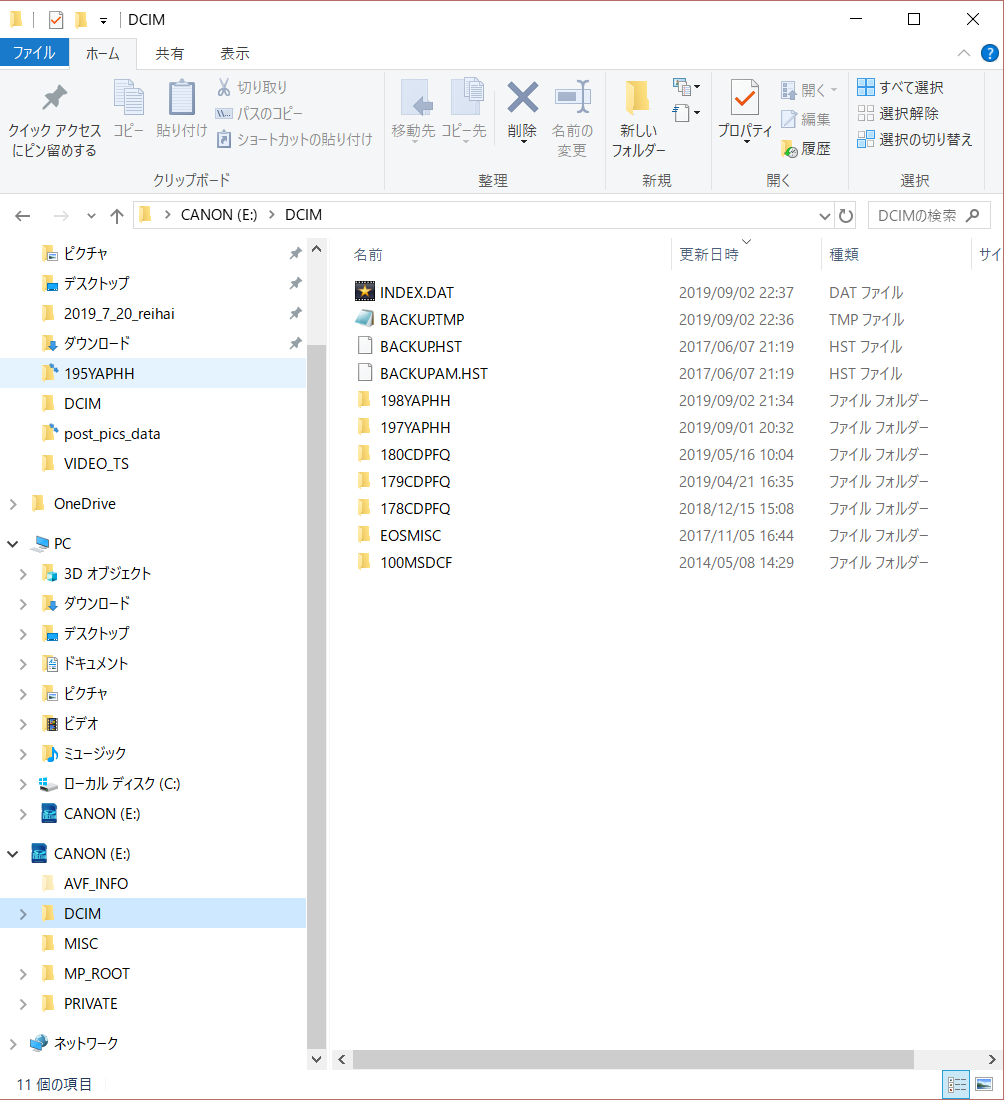 DCIM
ファイル ホーム 共有 表示
クイック アクセス
にピン留めする
コピー
貼り付け
切り取り
パスのコピー
ショートカットの貼り付け
クリップボード
移動先
コピー先
削除
名前の
変更
整理
新しい
フォルダー
新規
プロパティ
開く
編集
履歴
開く
すべて選択
選択解除
選択の切り替え
選択
CANON (E:) DCIM
DCIMの検索
ピクチャ
デスクトップ
2019_7_20_reihai
ダウンロード
195YAPHH
DCIM
post_pics_data
VIDEO_TS
OneDrive
PC
3D オブジェクト
ダウンロード
デスクトップ
ドキュメント
ピクチャ
ビデオ
ミュージック
ローカル ディスク (C:)
CANON (E:)
CANON (E:)
AVF_INFO
DCIM
MISC
MP_ROOT
PRIVATE
ネットワーク
名前 更新日時 種類 サイ
INDEX.DAT 2019/09/02 22:37 DAT ファイル
BACKUP.TMP 2019/09/02 22:36 TMP ファイル
BACKUP.HST 2017/06/07 21:19 HST ファイル
BACKUPAM.HST 2017/06/07 21:19 HST ファイル
198YAPHH 2019/09/02 21:34 ファイル フォルダー
197YAPHH 2019/09/01 20:32 ファイル フォルダー
180CDPFQ 2019/05/16 10:04 ファイル フォルダー
179CDPFQ 2019/04/21 16:35 ファイル フォルダー
178CDPFQ 2018/12/15 15:08 ファイル フォルダー
EOSMISC 2017/11/05 16:44 ファイル フォルダー
100MSDCF 2014/05/08 14:29 ファイル フォルダー
11 個の項目